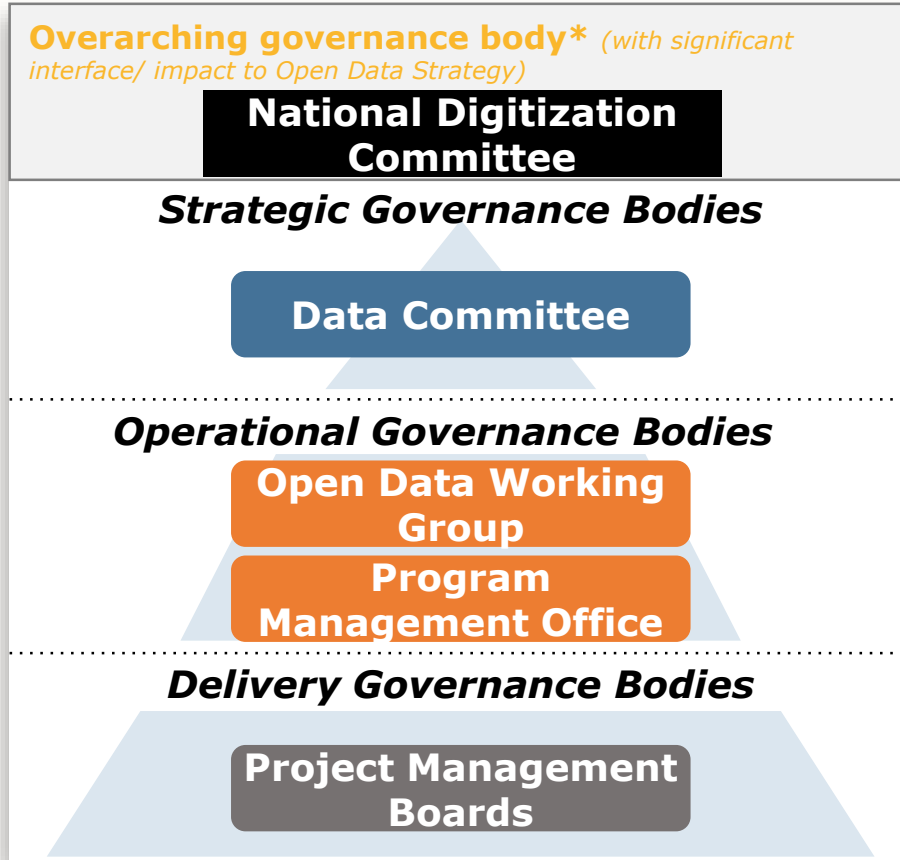 Overarching governance body* (with significant
interface/ impact to Open Data Strategy)
National Digitization
Committee
Strategic Governance Bodies
Data Committee
Operational Governance Bodies
Open Data Working
Group
Program
Management Office
Delivery Governance Bodies
Project Management
Boards